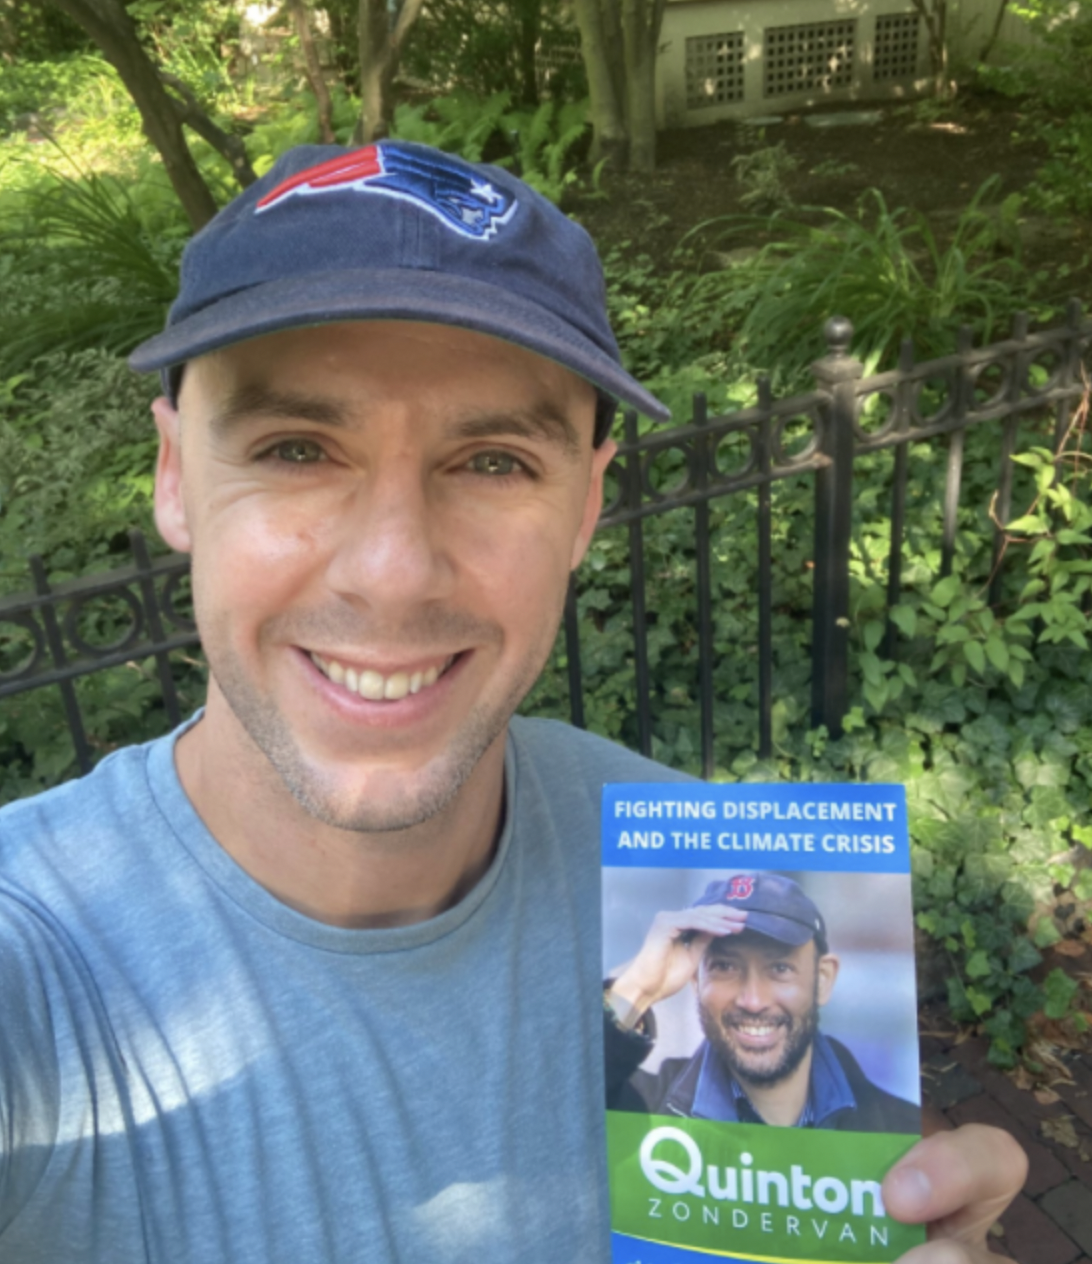 FIGHTING DISPLACEMENT
AND THE CLIMATE CRISIS
B
Quinton
ZONDERVAN